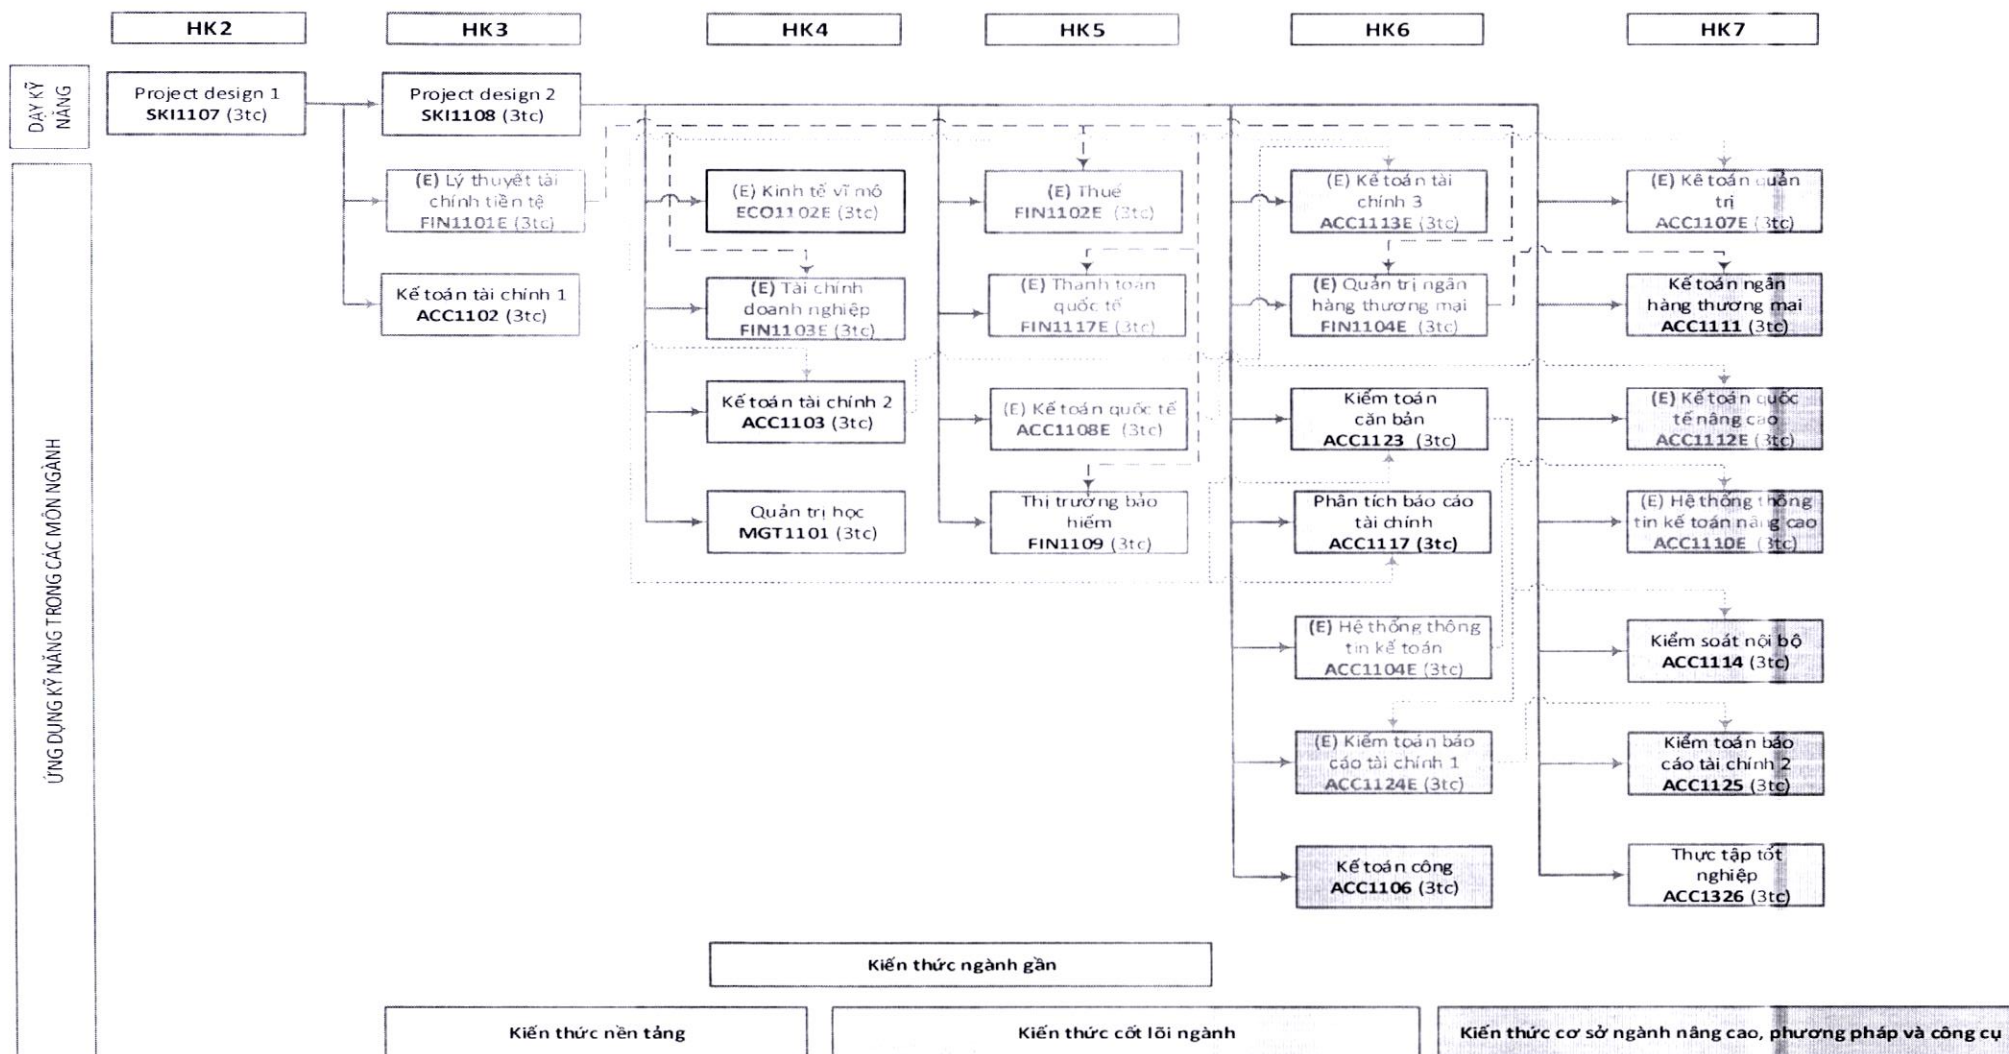 HK2
HK3
HK4
HK5
HK6
HK7
DẠY KỸ
NĂNG
Project design 1
SKI1107 (3tc)
Project design 2
SKI1108 (3tc)
ỨNG DỤNG KỸ NĂNG TRONG CÁC MÔN NGÀNH
(E) Lý thuyết tài
chính tiền tệ
FIN1101E (3tc)
Kế toán tài chính 1
ACC1102 (3tc)
(E) Kinh tế vĩ mô
ECO1102E (3tc)
(E) Tài chính
doanh nghiệp
FIN1103E (3tc)
Kế toán tài chính 2
ACC1103 (3tc)
Quản trị học
MGT1101 (3tc)
(E) Thuế
FIN1102E (3tc)
(E) Thanh toán
quốc tế
FIN1117E (3tc)
(E) Kế toán quốc tế
ACC1108E (3tc)
Thị trường bảo
hiểm
FIN1109 (3tc)
(E) Kế toán tài
chính 3
ACC1113E (3tc)
(E) Quản trị ngân
hàng thương mại
FIN1104E (3tc)
Kiểm toán
căn bản
ACC1123 (3tc)
Phân tích báo cáo
tài chính
ACC1117 (3tc)
(E) Hệ thống thông
tin kế toán
ACC1104E (3tc)
(E) Kiểm toán báo
cáo tài chính 1
ACC1124E (3tc)
Kế toán công
ACC1106 (3tc)
(E) Kế toán quản
trị
ACC1107E (3tc)
Kế toán ngân
hàng thương mại
ACC1111 (3tc)
(E) Kế toán quốc
tế nâng cao
ACC1112E (3tc)
(E) Hệ thống thông
tin kế toán nâng cao
ACC1110E (3tc)
Kiểm soát nội bộ
ACC1114 (3tc)
Kiểm toán báo
cáo tài chính 2
ACC1125 (3tc)
Thực tập tốt
nghiệp
ACC1326 (3tc)
Kiến thức ngành gần
Kiến thức nền tảng
Kiến thức cốt lõi ngành
Kiến thức cơ sở ngành nâng cao, phương pháp và công cụ